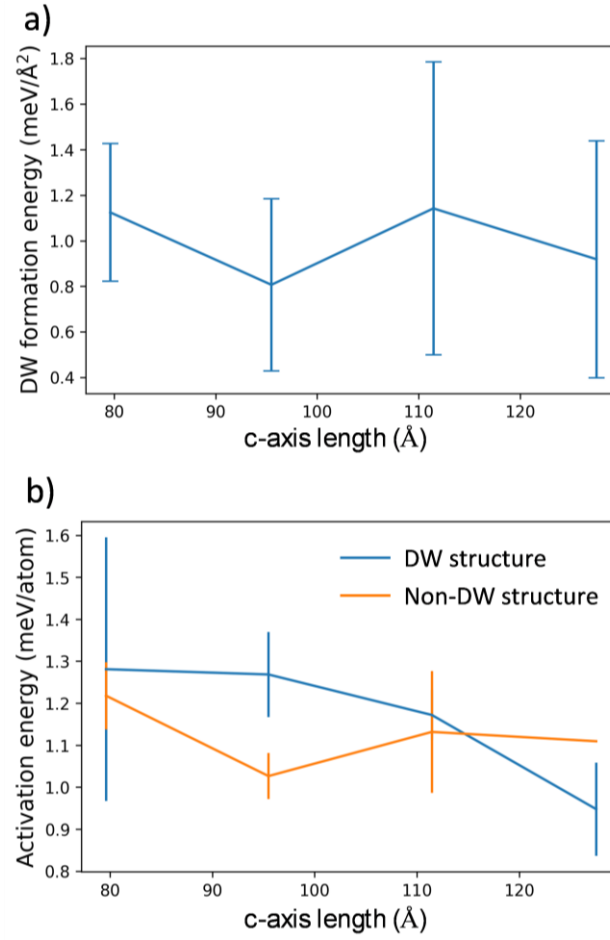 a)
DW formation energy (meV/Å²)
1.8
1.6
1.4
1.2
1.0
0.8
0.6
0.4
80 90 100 110 120
c-axis length (Å)
b)
Activation energy (meV/atom)
1.6
1.5
1.4
1.3
1.2
1.1
1.0
0.9
0.8
DW structure
Non-DW structure
80 90 100 110 120
c-axis length (Å)